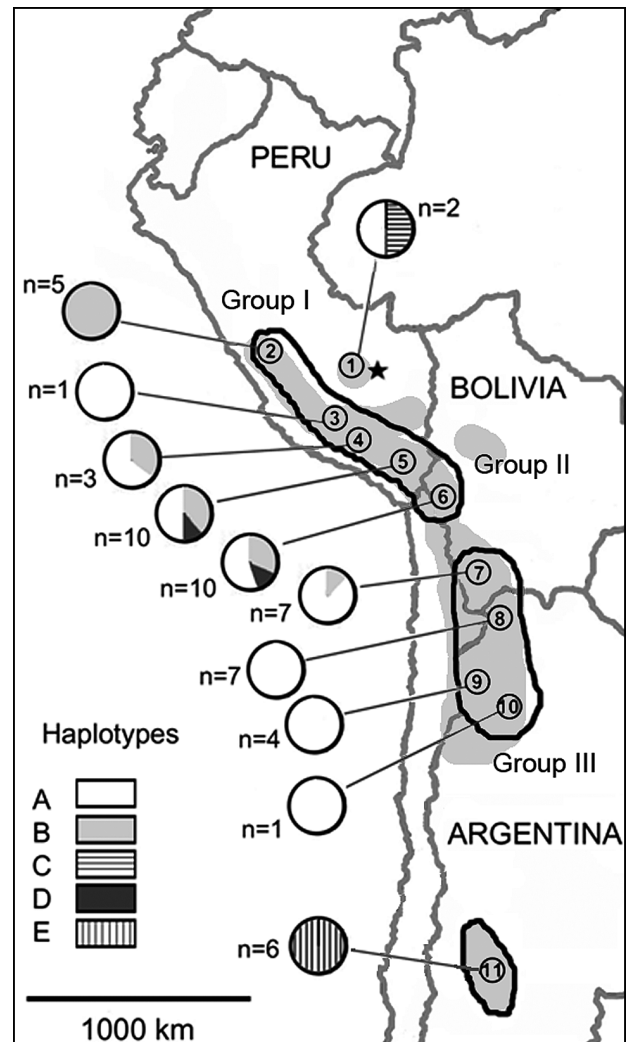 PERU
n=2
n=5
Group I
2
1
n=1
BOLIVIA
3
4
5
Group II
n=3
6
n=10
n=10
7
n=7
8
n=7
9
10
n=4
Haplotypes
Group III
A
n=1
B
ARGENTINA
C
D
E
n=6
11
1000 km